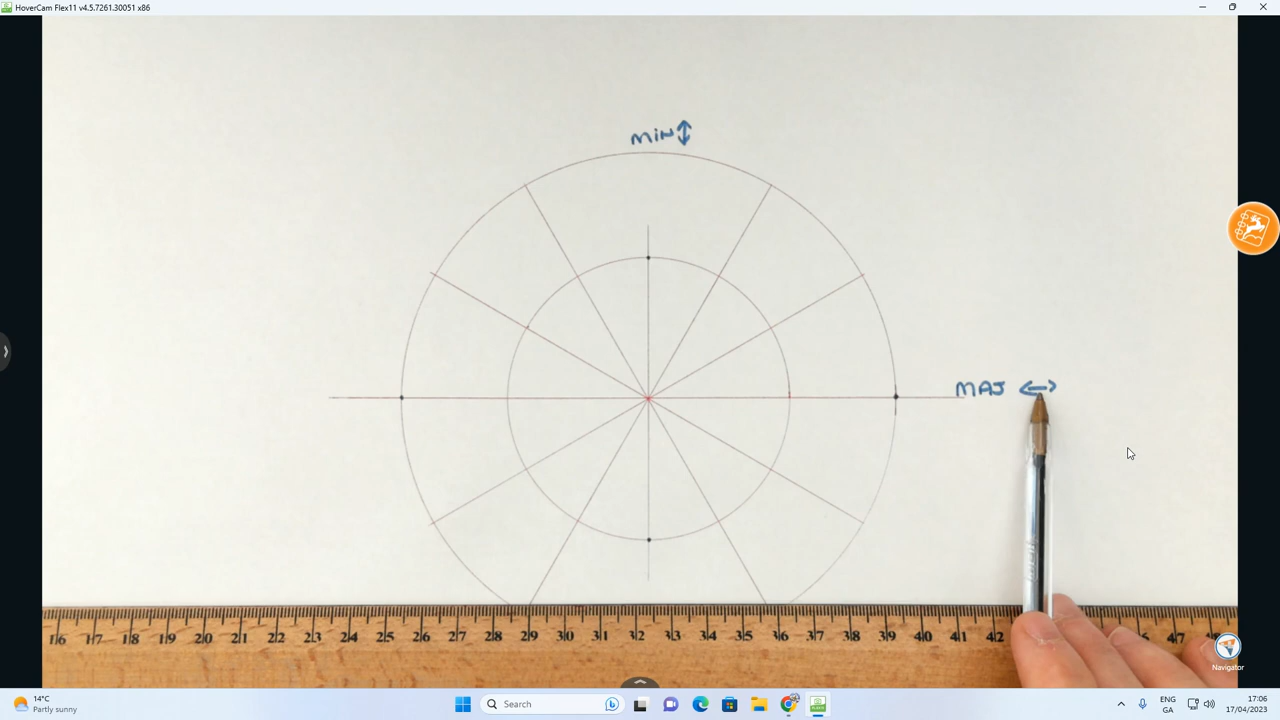 HoverCam Flex11 v4.5.7261.30051 x86
MIN↕
MAJ ↔
16 17 18 19 20 21 22 23 24 25 26 27 28 29 30 31 32 33 34 35 36 37 38 39 40 41 42 46 47
Navigator
14°C
Partly sunny
Search
ENG
GA
17:06
17/04/2023